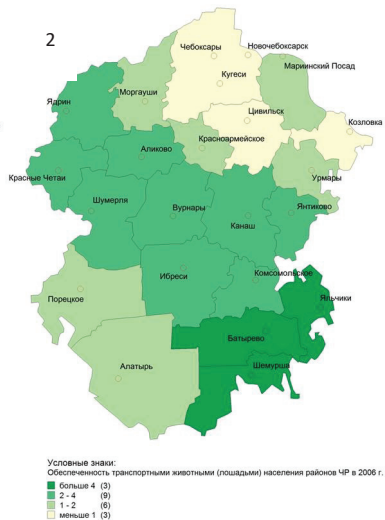 2
Чебоксары
Новочебоксарск
Мариинский Посад
Кугеси
Моргауши
Ядрин
Цивильск
Козловка
Красноармейское
Аликово
Красные Четаи
Урмары
Шумерля
Вурнары
Янтиково
Канаш
Ибреси
Комсомольское
Порецкое
Яльчики
Батырево
Шемурша
Алатырь
Условные знаки:
Обеспеченность транспортными животными (лошадьми) населения районов ЧР в 2006 г.
больше 4 (3)
2 - 4 (9)
1 - 2 (6)
меньше 1 (3)